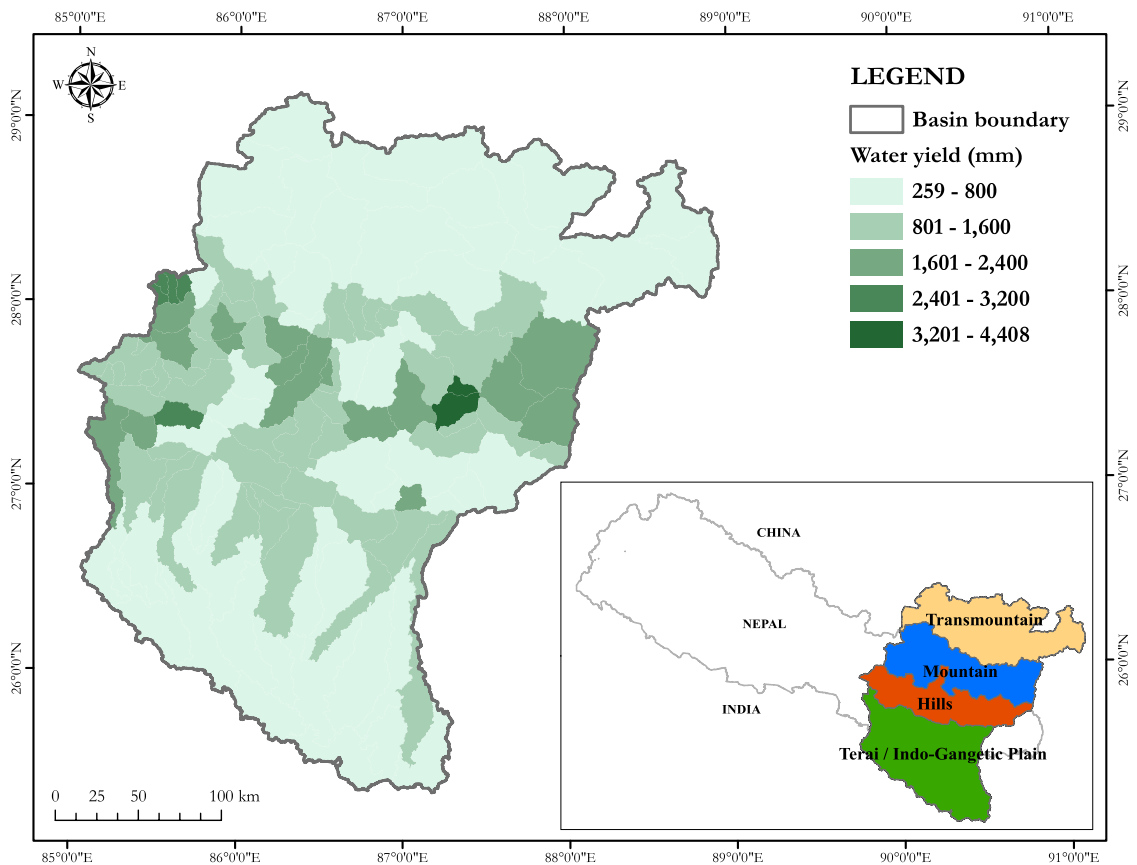 85°0'0"E 86°0'0"E 87°0'0"E 88°0'0"E 89°0'0"E 90°0'0"E 91°0'0"E
N
W E
S
LEGEND
Basin boundary
Water yield (mm)
259 - 800
801 - 1,600
1,601 - 2,400
2,401 - 3,200
3,201 - 4,408
29°0'0"N
28°0'0"N
27°0'0"N
26°0'0"N
29°0'0"N
28°0'0"N
27°0'0"N
26°0'0"N
CHINA
NEPAL
INDIA
Transmountain
Mountain
Hills
Terai / Indo-Gangetic Plain
0 25 50 100 km
85°0'0"E 86°0'0"E 87°0'0"E 88°0'0"E 89°0'0"E 90°0'0"E 91°0'0"E